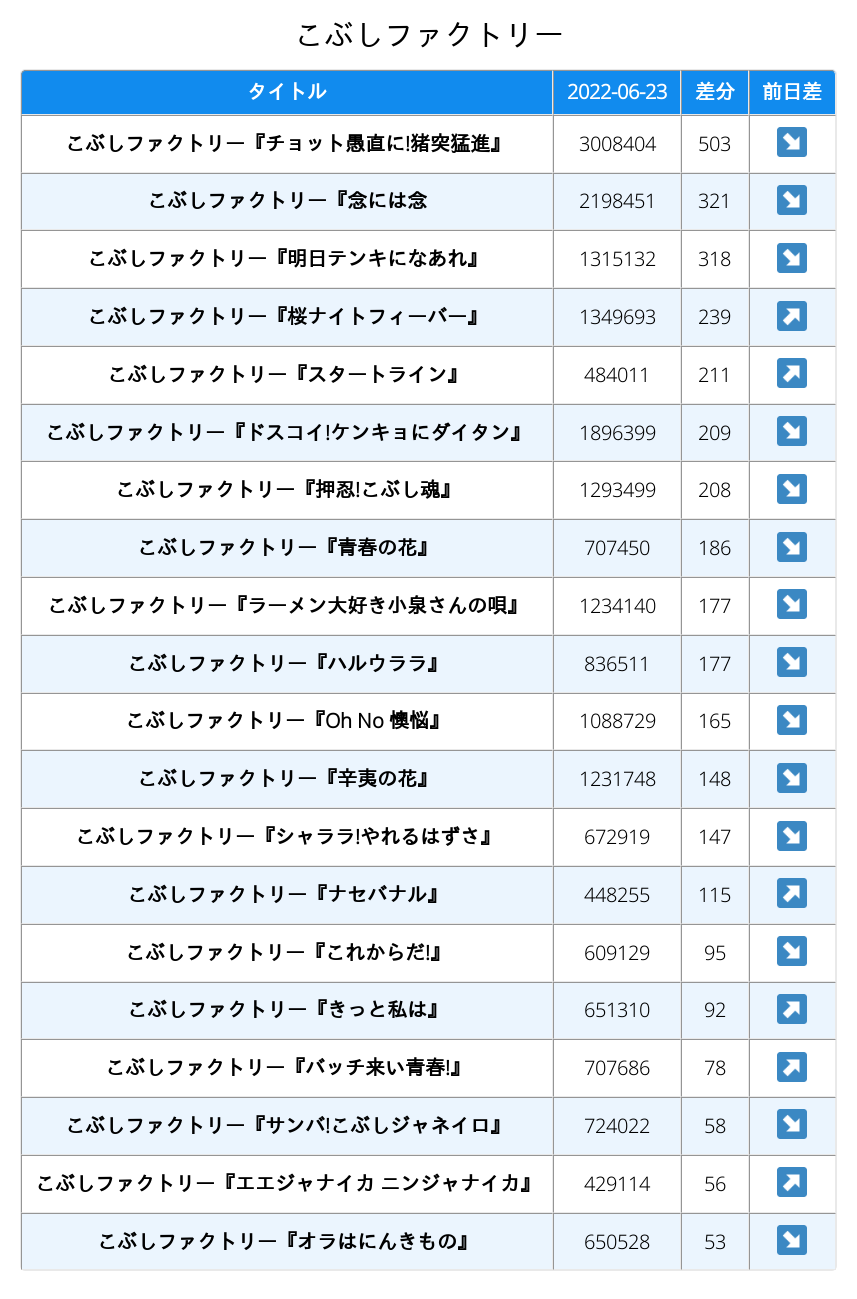 こぶしファクトリー
タイトル 2022-06-23 差分 前日差
こぶしファクトリー『チョット愚直に!猪突猛進』 3008404 503
こぶしファクトリー『念には念 2198451 321
こぶしファクトリー『明日テンキになあれ』 1315132 318
こぶしファクトリー『桜ナイトフィーバー』 1349693 239
こぶしファクトリー『スタートライン』 484011 211
こぶしファクトリー『ドスコイ!ケンキョにダイタン』 1896399 209
こぶしファクトリー『押忍!こぶし魂』 1293499 208
こぶしファクトリー『青春の花』 707450 186
こぶしファクトリー『ラーメン大好き小泉さんの唄』 1234140 177
こぶしファクトリー『ハルウララ』 836511 177
こぶしファクトリー『Oh No 懊悩』 1088729 165
こぶしファクトリー『辛夷の花』 1231748 148
こぶしファクトリー『シャララ!やれるはずさ』 672919 147
こぶしファクトリー『ナセバナル』 448255 115
こぶしファクトリー『これからだ!』 609129 95
こぶしファクトリー『きっと私は』 651310 92
こぶしファクトリー『バッチ来い青春!』 707686 78
こぶしファクトリー『サンバ!こぶしジャネイロ』 724022 58
こぶしファクトリー『エエジャナイカ ニンジャナイカ』 429114 56
こぶしファクトリー『オラはにんきもの』 650528 53